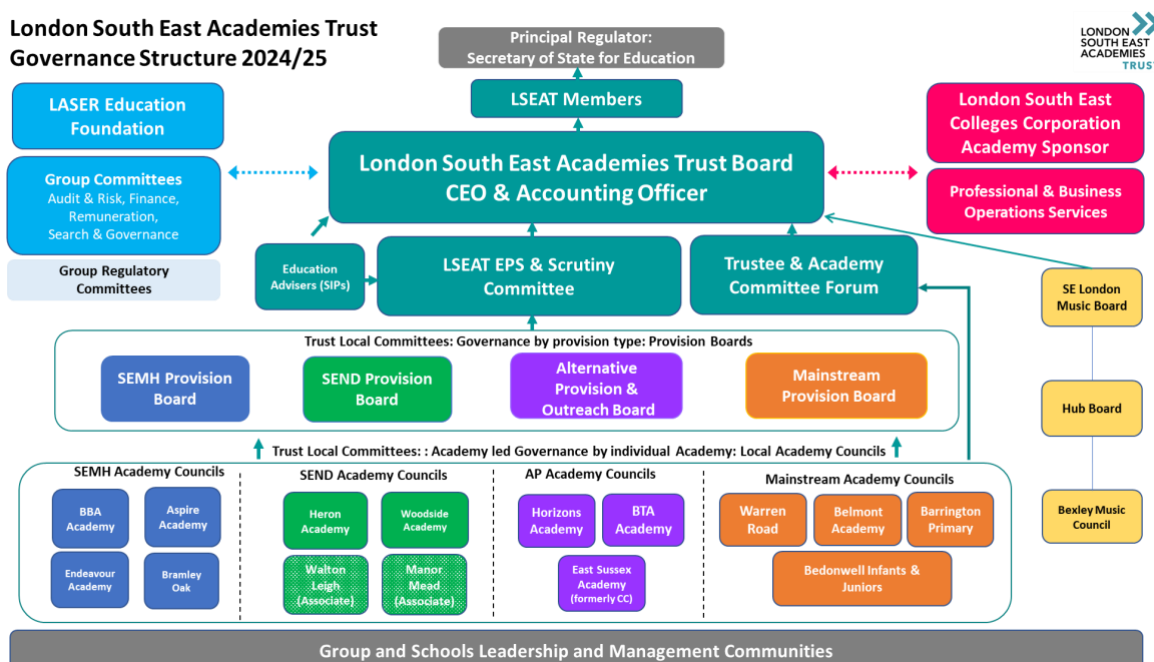 London South East Academies Trust
Governance Structure 2024/25
Principal Regulator:
Secretary of State for Education
LONDON
SOUTH EAST
ACADEMIES
TRUST
LASER Education
Foundation
LSEAT Members
London South East
Colleges Corporation
Academy Sponsor
London South East Academies Trust Board
CEO & Accounting Officer
Group Committees
Audit & Risk, Finance,
Remuneration,
Search & Governance
Professional & Business
Operations Services
Group Regulatory
Committees
Education
Advisers (SIPs)
LSEAT EPS & Scrutiny
Committee
Trustee & Academy
Committee Forum
SE London
Music Board
Trust Local Committees: Governance by provision type: Provision Boards
SEMH Provision
Board
SEND Provision
Board
Alternative
Provision &
Outreach Board
Mainstream
Provision Board
Hub Board
Trust Local Committees: : Academy led Governance by individual Academy: Local Academy Councils
SEMH Academy Councils
BBA
Academy
Aspire
Academy
Endeavour
Academy
Bramley
Oak
SEND Academy Councils
Heron
Academy
Woodside
Academy
Walton
Leigh
(Associate)
Manor
Mead
(Associate)
AP Academy Councils
Horizons
Academy
BTA
Academy
East Sussex
Academy
(formerly CC)
Mainstream Academy Councils
Warren
Road
Belmont
Academy
Barrington
Primary
Bedonwell Infants &
Juniors
Bexley Music
Council
Group and Schools Leadership and Management Communities